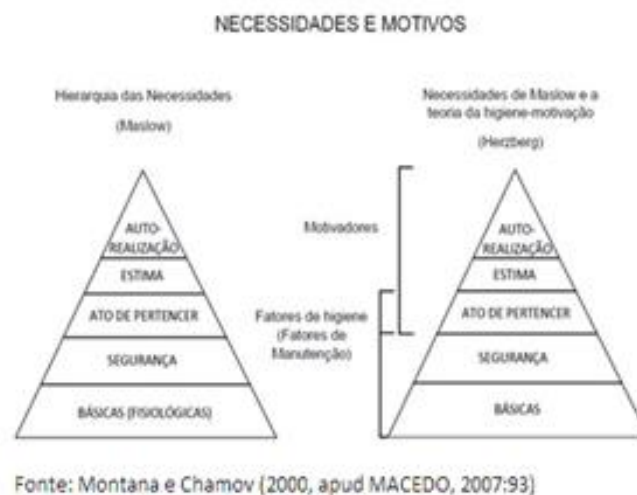 NECESSIDADES E MOTIVOS
Hierarquia das Necessidades
(Maslow)
AUTO-
REALIZAÇÃO
ESTIMA
ATO DE PERTENCER
SEGURANÇA
BÁSICAS (FISIOLÓGICAS)
Necessidades de Maslow e a
teoria da higiene-motivação
(Herzberg)
Motivadores
Fatores de higiene
(Fatores de
Manutenção)
AUTO-
REALIZAÇÃO
ESTIMA
ATO DE PERTENCER
SEGURANÇA
BÁSICAS
Fonte: Montana e Charnov (2000, apud MACEDO, 2007:93)